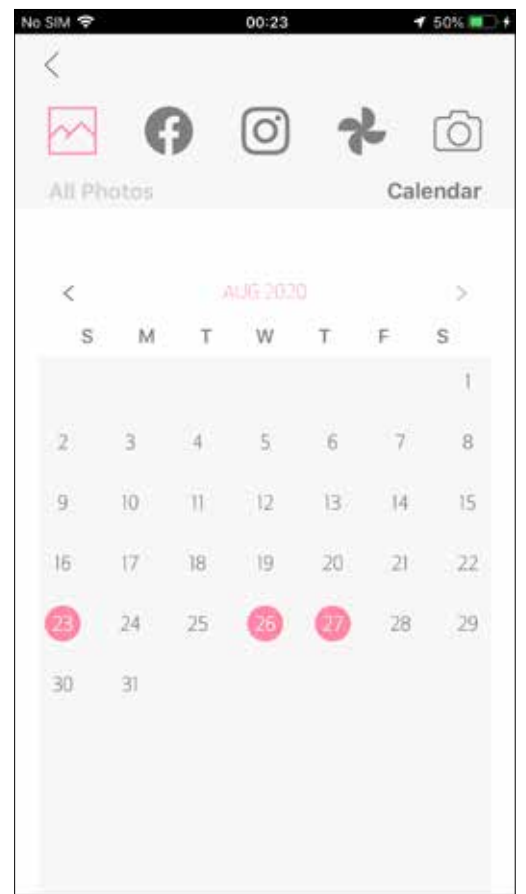 No SIM 00:23 50%
All Photos Calendar
< AUG 2020 >
S M T W T F S
1
2 3 4 5 6 7 8
9 10 11 12 13 14 15
16 17 18 19 20 21 22
23 24 25 26 27 28 29
30 31